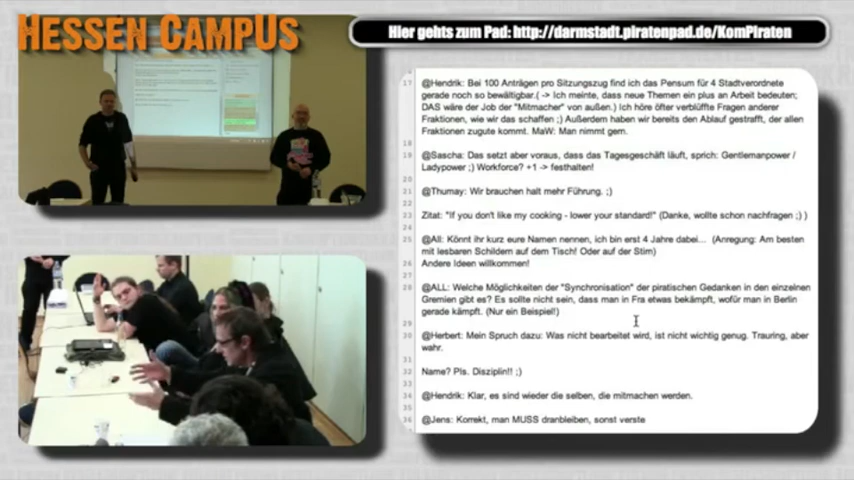 HESSEN CAMPUS
Hier gehts zum Pad: http://darmstadt.piratenpad.de/KomPiraten
17 @Hendrik: Bei 100 Anträgen pro Sitzungszug find ich das Pensum für 4 Stadtverordnete
gerade noch so bewältigbar.( -> Ich meinte, dass neue Themen ein plus an Arbeit bedeuten;
DAS wäre der Job der "Mitmacher" von außen.) Ich höre öfter verblüffte Fragen anderer
Fraktionen, wie wir das schaffen ;) Außerdem haben wir bereits den Ablauf gestrafft, der allen
Fraktionen zugute kommt. MaW: Man nimmt gern.
18
19 @Sascha: Das setzt aber voraus, dass das Tagesgeschäft läuft, sprich: Gentlemanpower /
Ladypower ;) Workforce? +1 -> festhalten!
20
21 @Thumay: Wir brauchen halt mehr Führung. ;)
22
23 Zitat: "If you don't like my cooking - lower your standard!" (Danke, wollte schon nachfragen ;) )
24
25 @All: Könnt ihr kurz eure Namen nennen, ich bin erst 4 Jahre dabei... (Anregung: Am besten
mit lesbaren Schildern auf dem Tisch! Oder auf der Stirn)
26 Andere Ideen willkommen!
27
28 @ALL: Welche Möglichkeiten der "Synchronisation" der piratischen Gedanken in den einzelnen
Gremien gibt es? Es sollte nicht sein, dass man in Fra etwas bekämpft, wofür man in Berlin
gerade kämpft. (Nur ein Beispiel!)
29
30 @Herbert: Mein Spruch dazu: Was nicht bearbeitet wird, ist nicht wichtig genug. Trauring, aber
wahr.
31
32 Name? Pls. Disziplin!! ;)
33
34 @Hendrik: Klar, es sind wieder die selben, die mitmachen werden.
35
36 @Jens: Korrekt, man MUSS dranbleiben, sonst verste